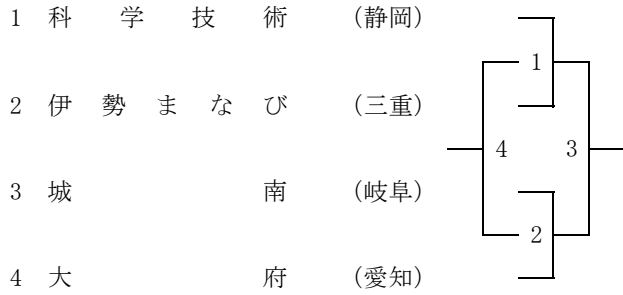 1 科学技術 (静岡)
1
2 伊勢まなび (三重)
4 3
3 城南 (岐阜)
2
4 大府 (愛知)